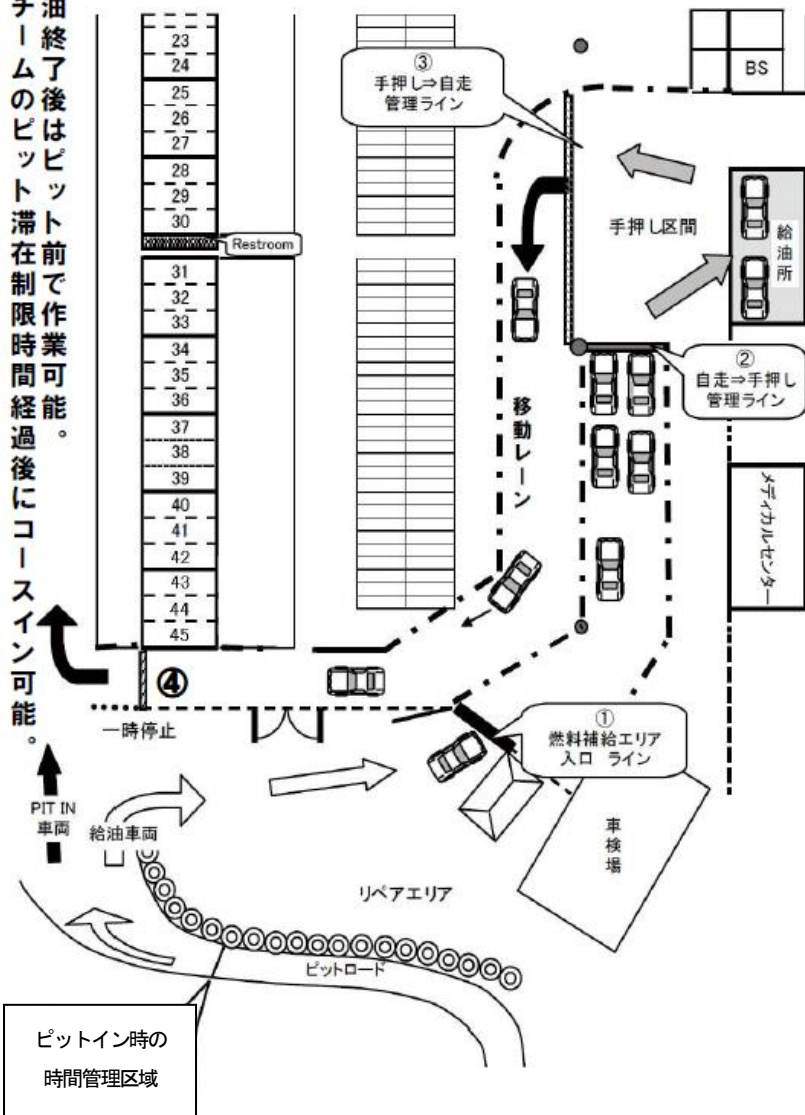 油終了後はピット前で作業可能。
チームのピット滞在制限時間経過後にコースイン可能。
23
24
25
26
27
28
29
30
Restroom
31
32
33
34
35
36
37
38
39
40
41
42
43
44
45
③
手押し⇒自走
管理ライン
BS
手押し区間
給油所
②
自走⇒手押し
管理ライン
移動レーン
メディカルセンター
④
一時停止
①
燃料補給エリア
入口 ライン
PIT IN
車両
給油車両
車検場
リペアエリア
ピットロード
ピットイン時の
時間管理区域